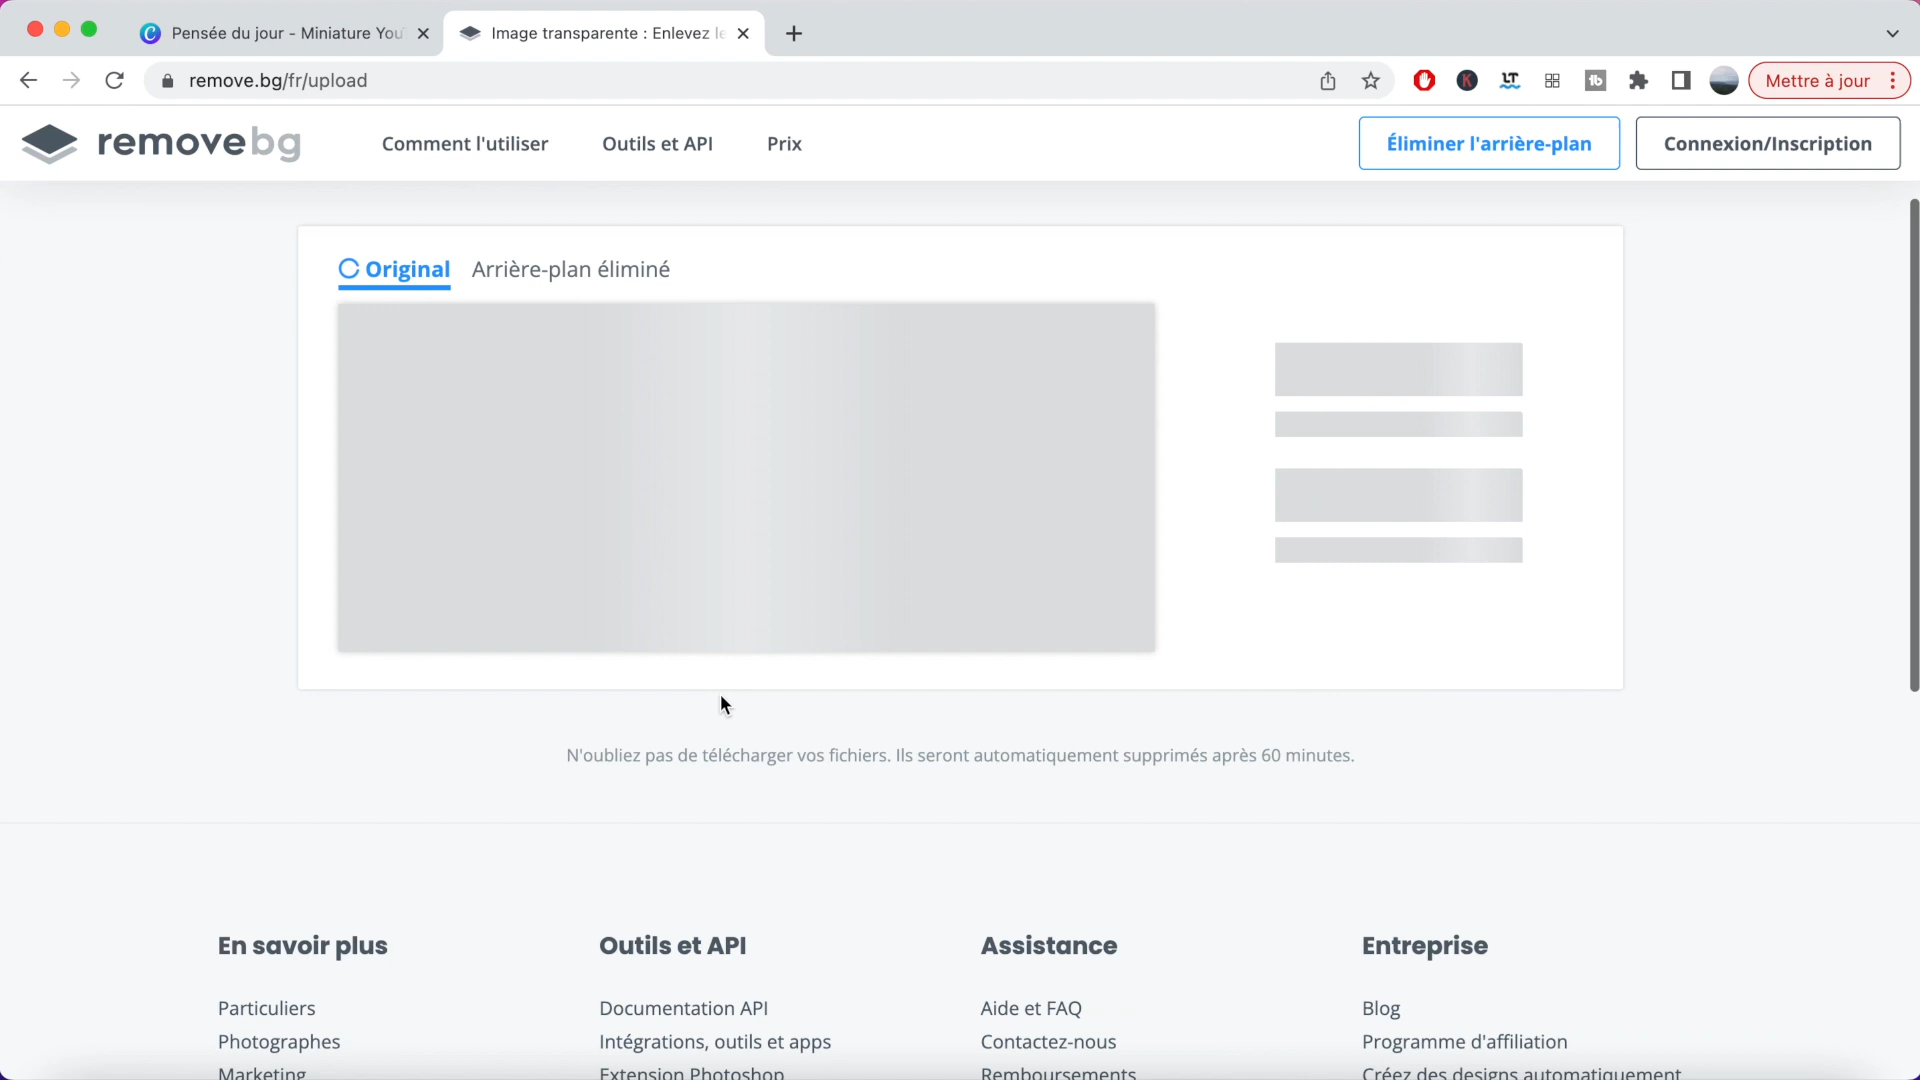 Pensée du jour - Miniature You
Image transparente : Enlevez le
remove.bg/fr/upload
Mettre à jour
removebg
Comment l'utiliser
Outils et API
Prix
Éliminer l'arrière-plan
Connexion/Inscription
Original
Arrière-plan éliminé
N'oubliez pas de télécharger vos fichiers. Ils seront automatiquement supprimés après 60 minutes.
En savoir plus
Particuliers
Photographes
Marketing
Outils et API
Documentation API
Intégrations, outils et apps
Extension Photoshop
Assistance
Aide et FAQ
Contactez-nous
Remboursements
Entreprise
Blog
Programme d'affiliation
Créez des designs automatiquement